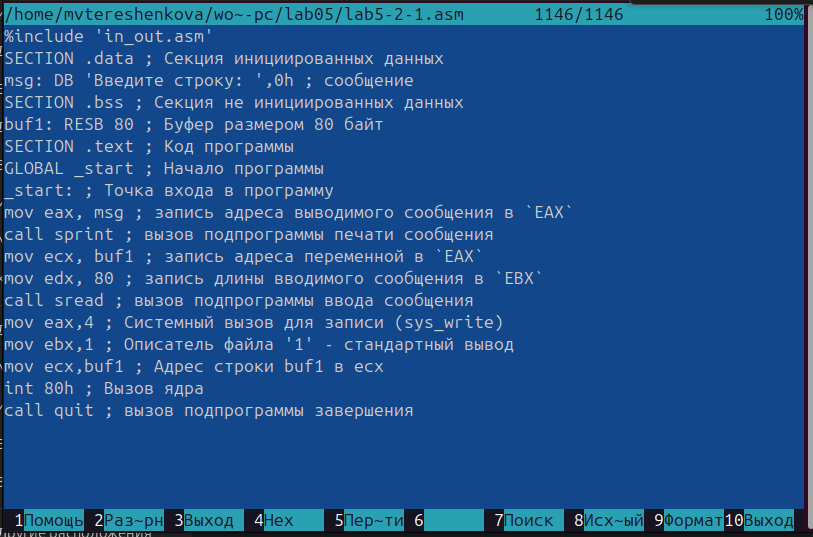 /home/mvtereshenkova/wo~-pc/lab05/lab5-2-1.asm 1146/1146 100%
%include 'in_out.asm'
SECTION .data ; Секция инициированных данных
msg: DB 'Введите строку: ',0h ; сообщение
SECTION .bss ; Секция не инициированных данных
buf1: RESB 80 ; Буфер размером 80 байт
SECTION .text ; Код программы
GLOBAL _start ; Начало программы
_start: ; Точка входа в программу
mov eax, msg ; запись адреса выводимого сообщения в `EAX`
call sprint ; вызов подпрограммы печати сообщения
mov ecx, buf1 ; запись адреса переменной в `EAX`
mov edx, 80 ; запись длины вводимого сообщения в `EBX`
call sread ; вызов подпрограммы ввода сообщения
mov eax,4 ; Системный вызов для записи (sys_write)
mov ebx,1 ; Описатель файла '1' - стандартный вывод
mov ecx,buf1 ; Адрес строки buf1 в ecx
int 80h ; Вызов ядра
call quit ; вызов подпрограммы завершения
1Помощь 2Раз~рн 3Выход 4Hex 5Пер~ти 6 7Поиск 8Исх~ый 9Формат 10Выход
другие расположения